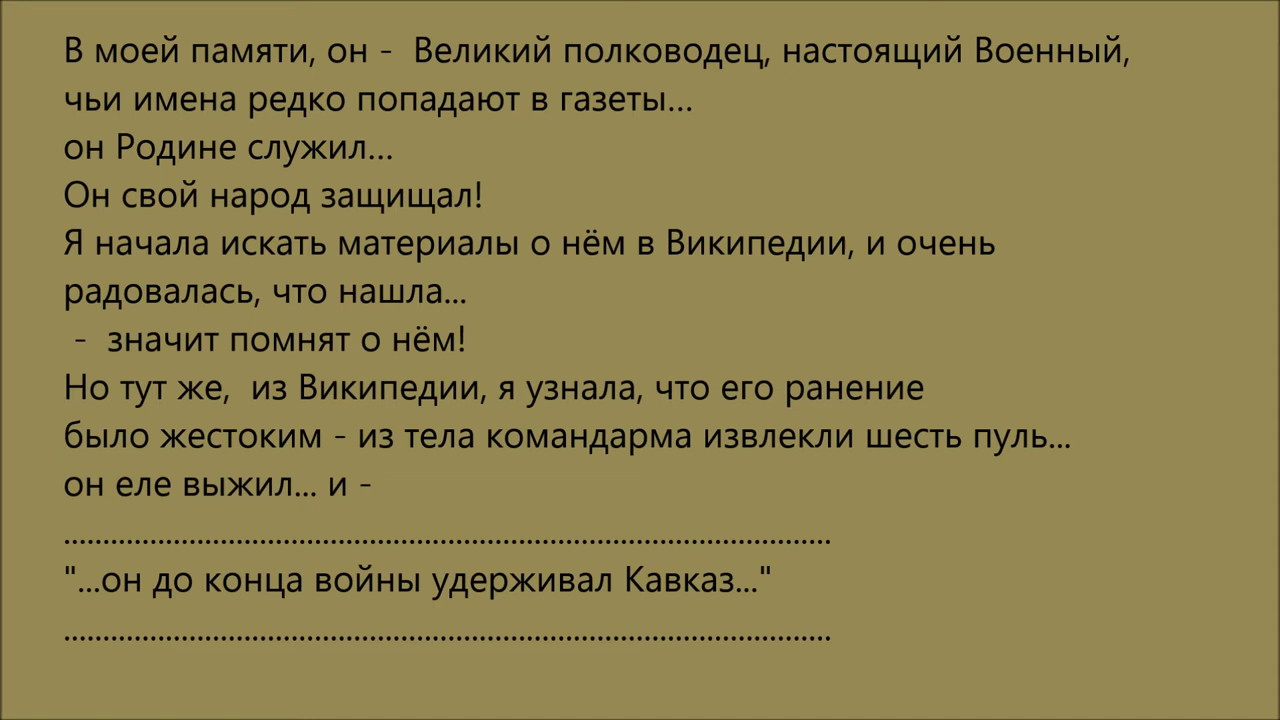 В моей памяти, он -  Великий полководец, настоящий Военный,
чьи имена редко попадают в газеты...
он Родине служил...
Он свой народ защищал!
Я начала искать материалы о нём в Википедии, и очень
радовалась, что нашла...
 -  значит помнят о нём!
Но тут же,  из Википедии, я узнала, что его ранение
было жестоким - из тела командарма извлекли шесть пуль...
он еле выжил... и -
....................................................................................................
"...он до конца войны удерживал Кавказ..."
....................................................................................................